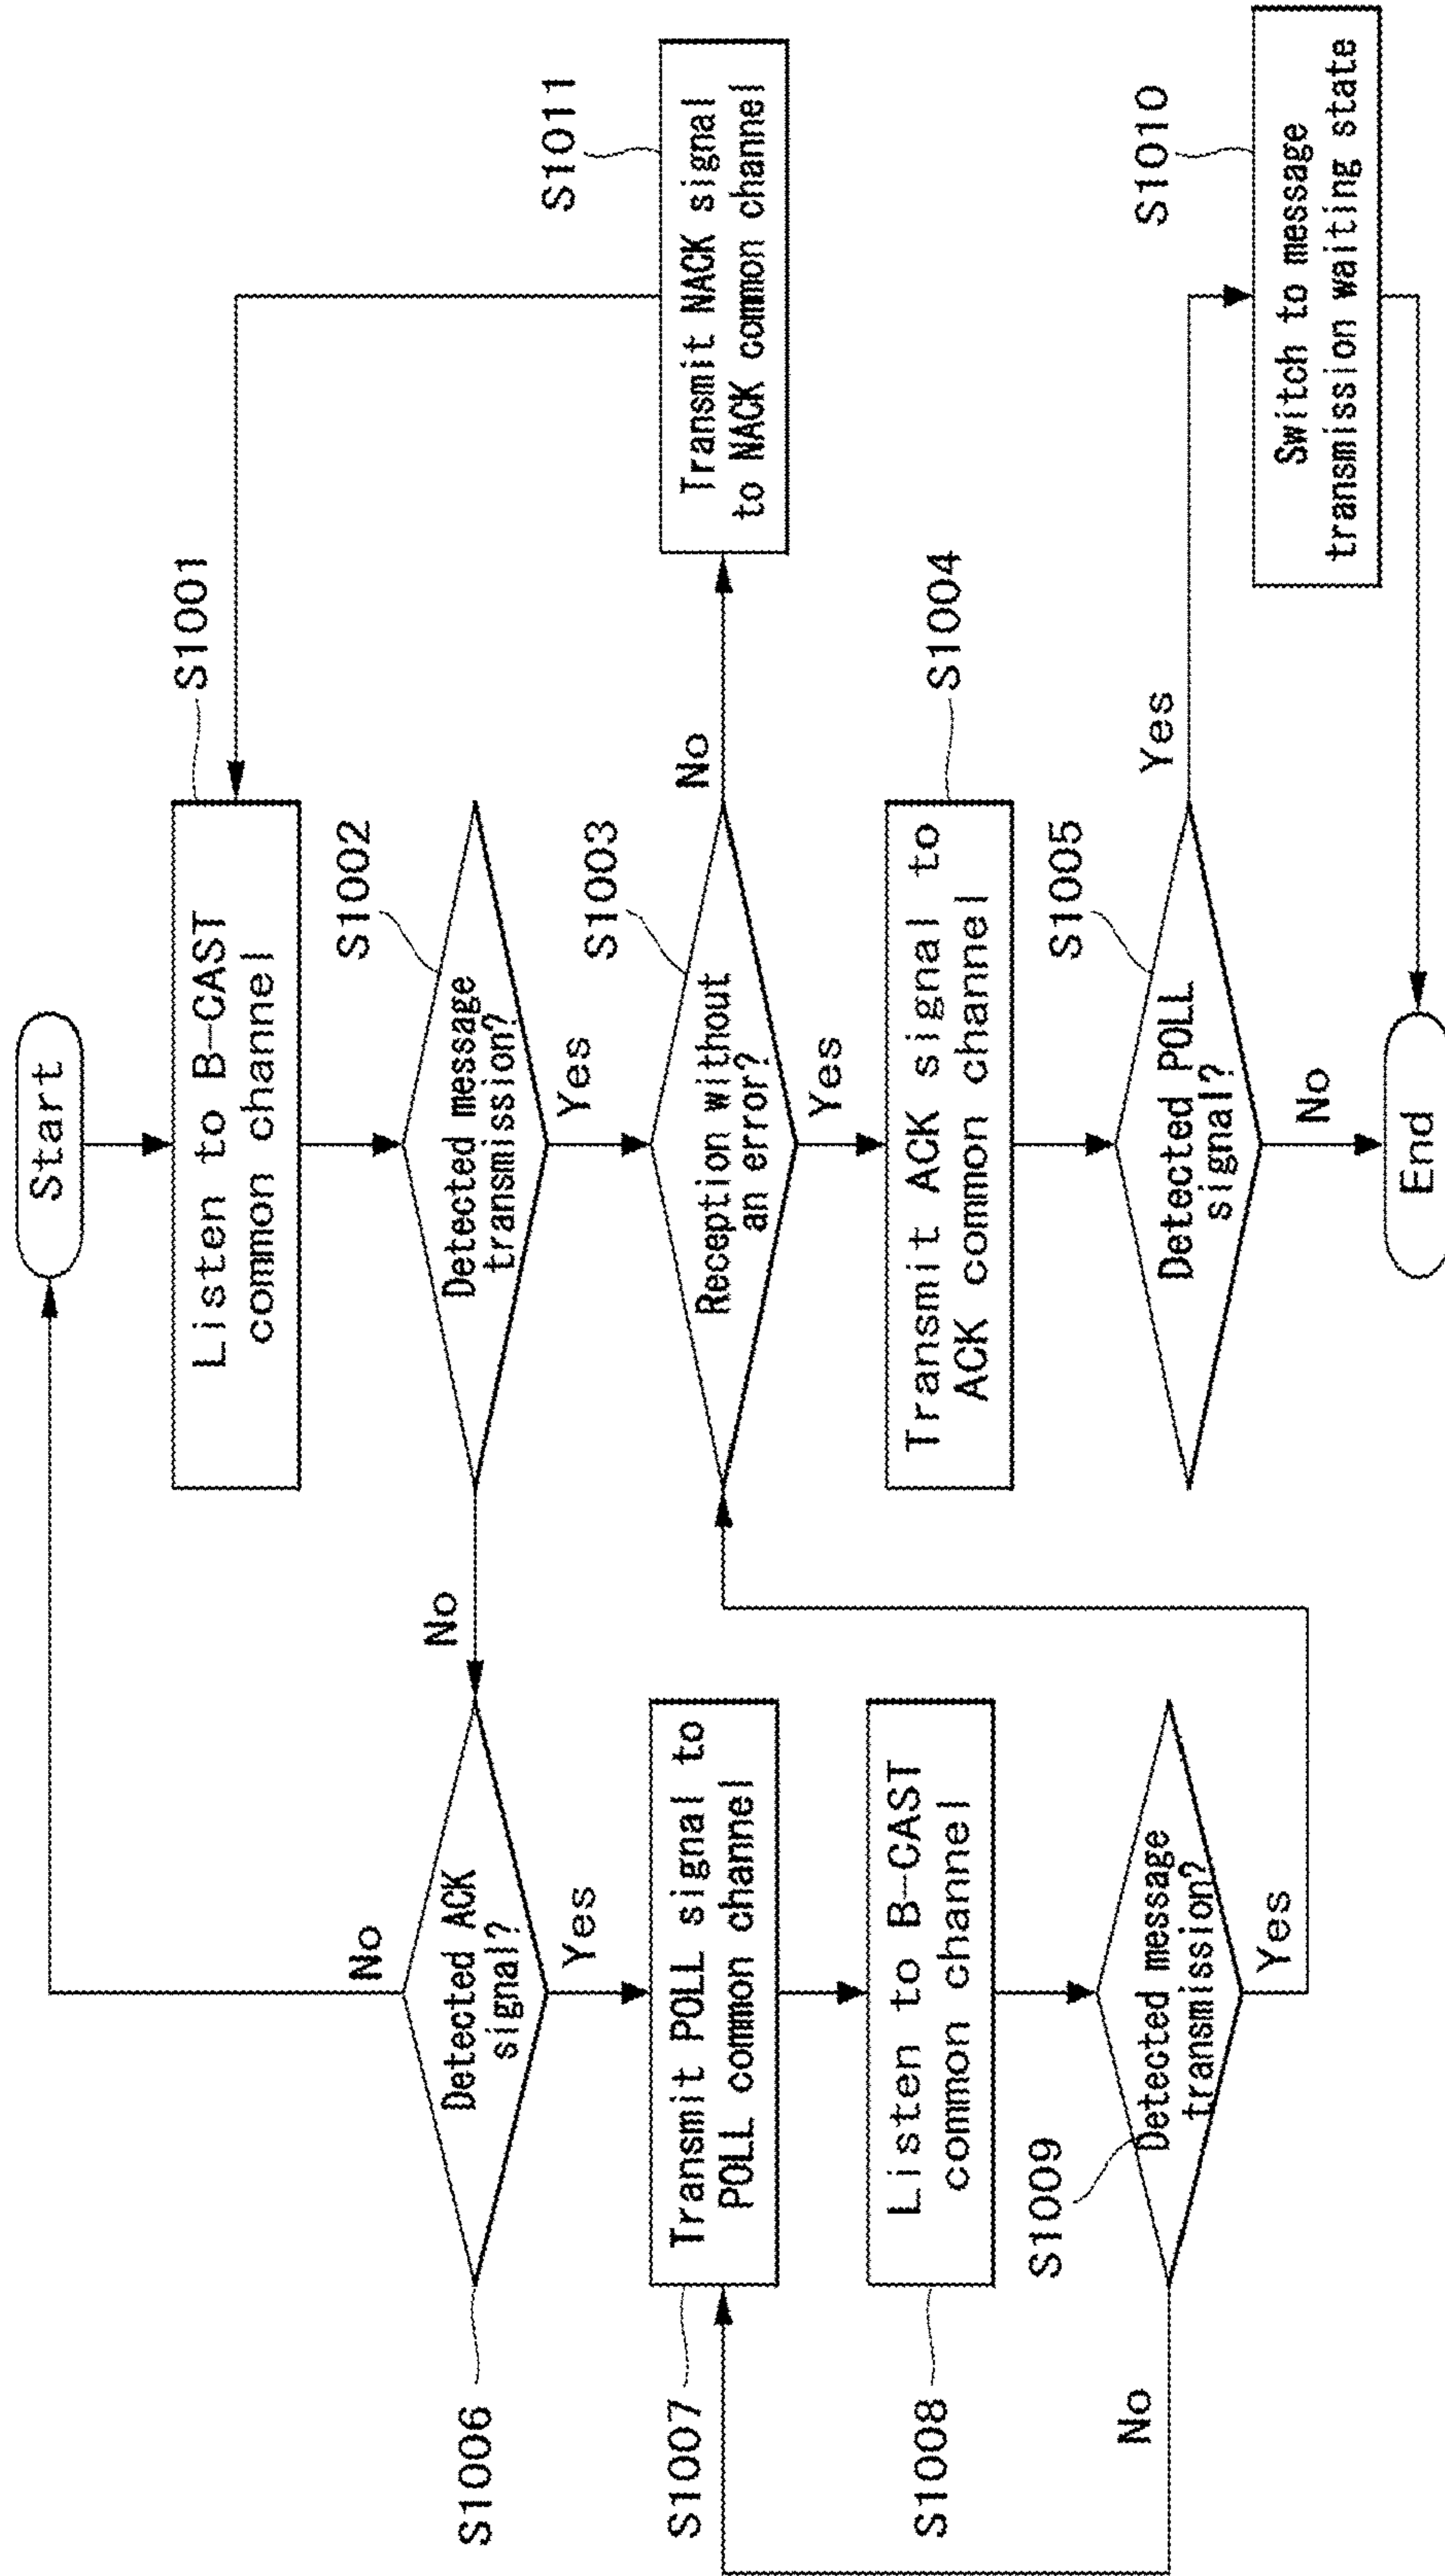 Start
S1001
Listen to B-CAST
common channel
S1002
Detected message
transmission?
No
Yes
S1003
Reception without
an error?
No
Yes
S1011
Transmit NACK signal
to NACK common channel
S1004
Transmit ACK signal to
ACK common channel
S1005
Detected POLL
signal?
Yes
No
S1010
Switch to message
transmission waiting state
End
S1006
Detected ACK
signal?
No
Yes
S1007
Transmit POLL signal to
POLL common channel
S1008
Listen to B-CAST
common channel
S1009
Detected message
transmission?
No
Yes